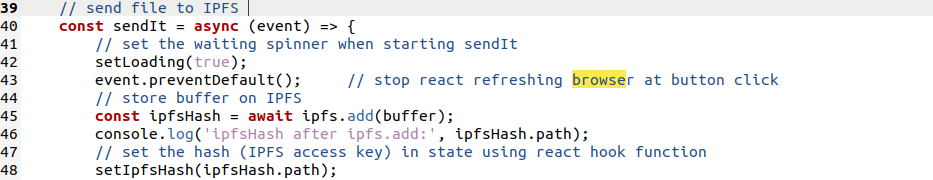 39 // send file to IPFS
40 const sendIt = async (event) => {
41 // set the waiting spinner when starting sendIt
42 setLoading(true);
43 event.preventDefault(); // stop react refreshing browser at button click
44 // store buffer on IPFS
45 const ipfsHash = await ipfs.add(buffer);
46 console.log('ipfsHash after ipfs.add:', ipfsHash.path);
47 // set the hash (IPFS access key) in state using react hook function
48 setIpfsHash(ipfsHash.path);